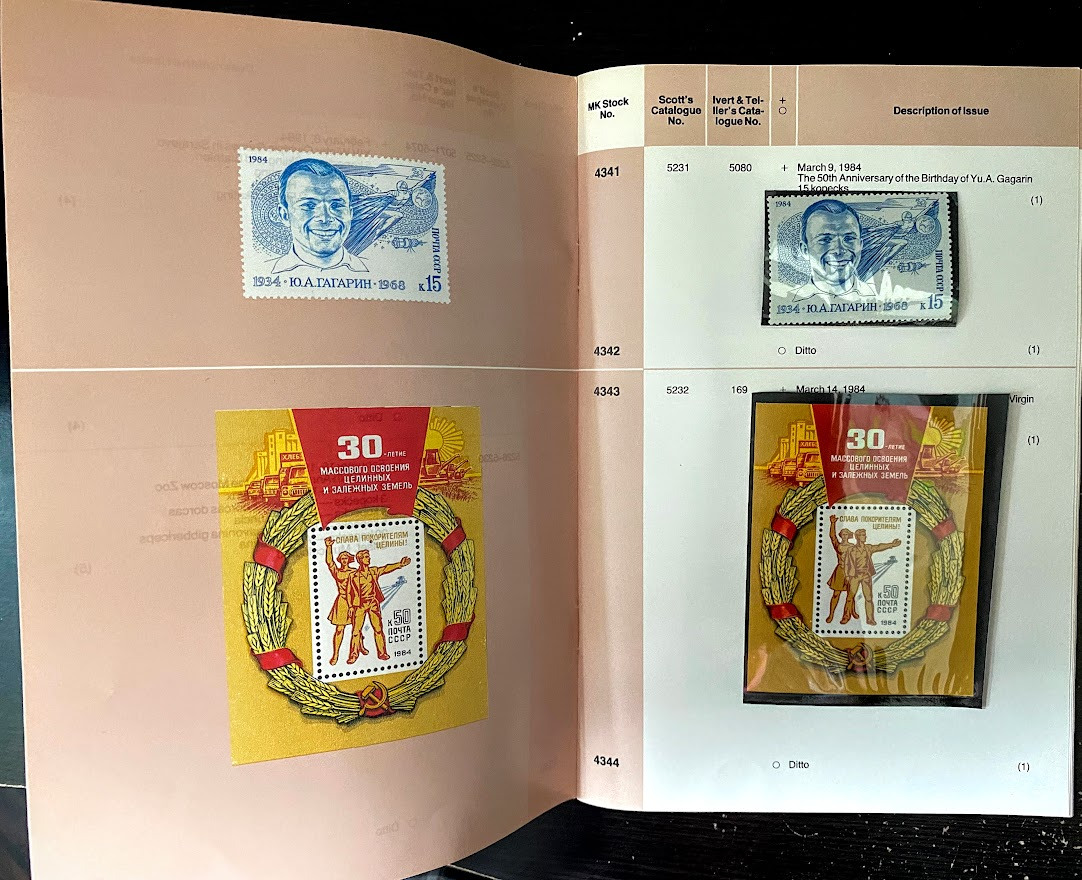 1984
ПОЧТА СССР
1934 · Ю.А.ГАГАРИН · 1968 к15
30-ЛЕТИЕ
МАССОВОГО ОСВОЕНИЯ
ЦЕЛИННЫХ
И ЗАЛЕЖНЫХ ЗЕМЕЛЬ
ХЛЕБ
СЛАВА ПОКОРИТЕЛЯМ
ЦЕЛИНЫ!
к50
ПОЧТА
СССР
1984
MK Stock
No.
Scott's
Catalogue
No.
Ivert & Tel-
ller's Cata-
logue No.
+
○
Description of Issue
4341 5231 5080 + March 9, 1984
The 50th Anniversary of the Birthday of Yu.A. Gagarin
15 kopecks
(1)
1984
ПОЧТА СССР
1934 · Ю.А.ГАГАРИН · 1968 к15
4342 ○ Ditto (1)
4343 5232 169 + March 14, 1984
Virgin
(1)
30-ЛЕТИЕ
МАССОВОГО ОСВОЕНИЯ
ЦЕЛИННЫХ
И ЗАЛЕЖНЫХ ЗЕМЕЛЬ
СЛАВА ПОКОРИТЕЛЯМ
ЦЕЛИНЫ!
к50
ПОЧТА
СССР
1984
4344 ○ Ditto (1)